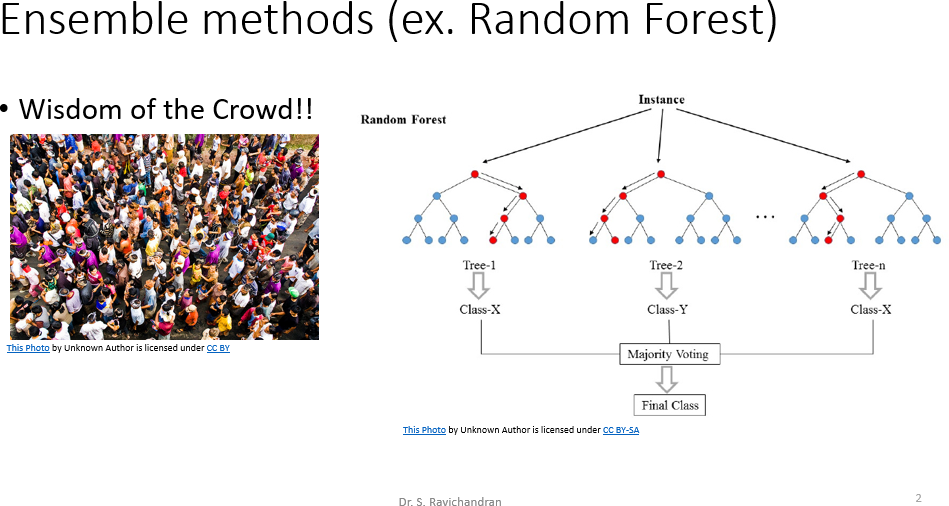 Ensemble methods (ex. Random Forest)
• Wisdom of the Crowd!!
This Photo by Unknown Author is licensed under CC BY
Random Forest
Instance
...
Tree-1
Tree-2
Tree-n
Class-X
Class-Y
Class-X
Majority Voting
Final Class
This Photo by Unknown Author is licensed under CC BY-SA
Dr. S. Ravichandran
2